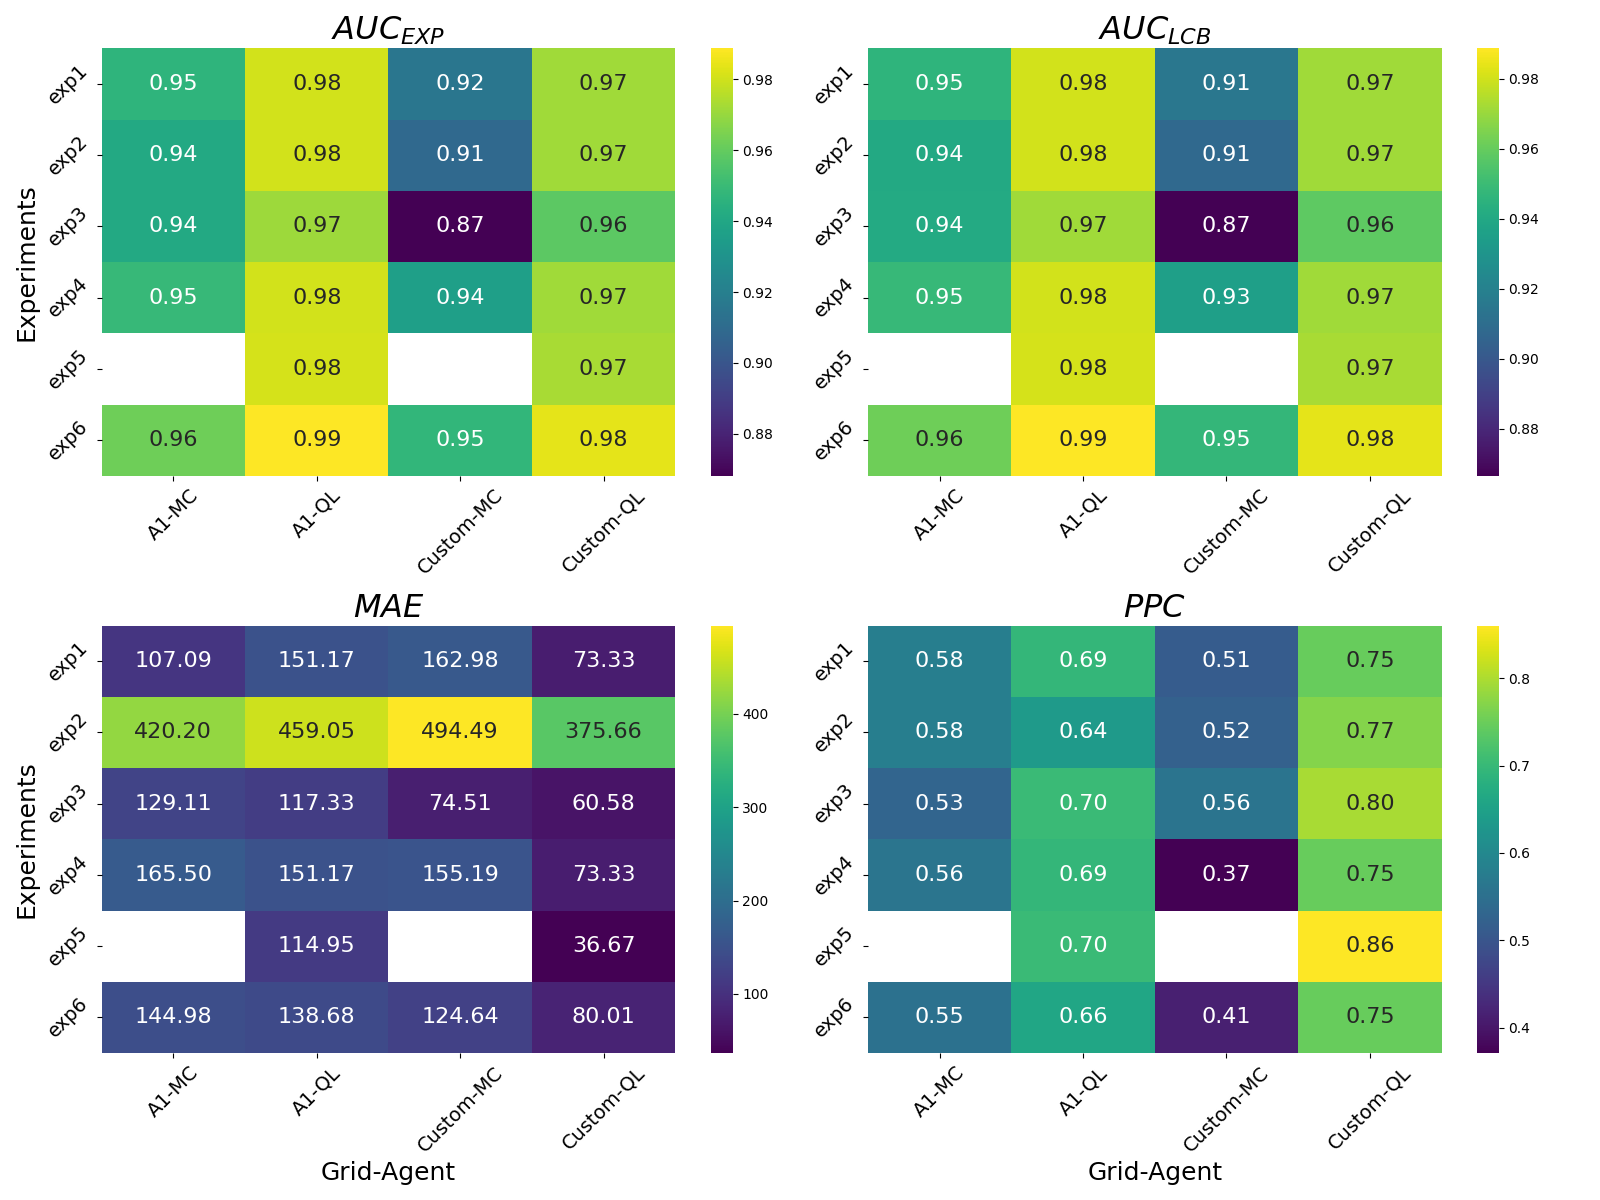 AUC_EXP
exp1 0.95 0.98 0.92 0.97
exp2 0.94 0.98 0.91 0.97
exp3 0.94 0.97 0.87 0.96
exp4 0.95 0.98 0.94 0.97
exp5 0.98 0.97
exp6 0.96 0.99 0.95 0.98
A1-MC A1-QL Custom-MC Custom-QL
Experiments
0.98
0.96
0.94
0.92
0.90
0.88
AUC_LCB
exp1 0.95 0.98 0.91 0.97
exp2 0.94 0.98 0.91 0.97
exp3 0.94 0.97 0.87 0.96
exp4 0.95 0.98 0.93 0.97
exp5 0.98 0.97
exp6 0.96 0.99 0.95 0.98
A1-MC A1-QL Custom-MC Custom-QL
0.98
0.96
0.94
0.92
0.90
0.88
MAE
exp1 107.09 151.17 162.98 73.33
exp2 420.20 459.05 494.49 375.66
exp3 129.11 117.33 74.51 60.58
exp4 165.50 151.17 155.19 73.33
exp5 114.95 36.67
exp6 144.98 138.68 124.64 80.01
A1-MC A1-QL Custom-MC Custom-QL
Experiments
Grid-Agent
400
300
200
100
PPC
exp1 0.58 0.69 0.51 0.75
exp2 0.58 0.64 0.52 0.77
exp3 0.53 0.70 0.56 0.80
exp4 0.56 0.69 0.37 0.75
exp5 0.70 0.86
exp6 0.55 0.66 0.41 0.75
A1-MC A1-QL Custom-MC Custom-QL
Grid-Agent
0.8
0.7
0.6
0.5
0.4